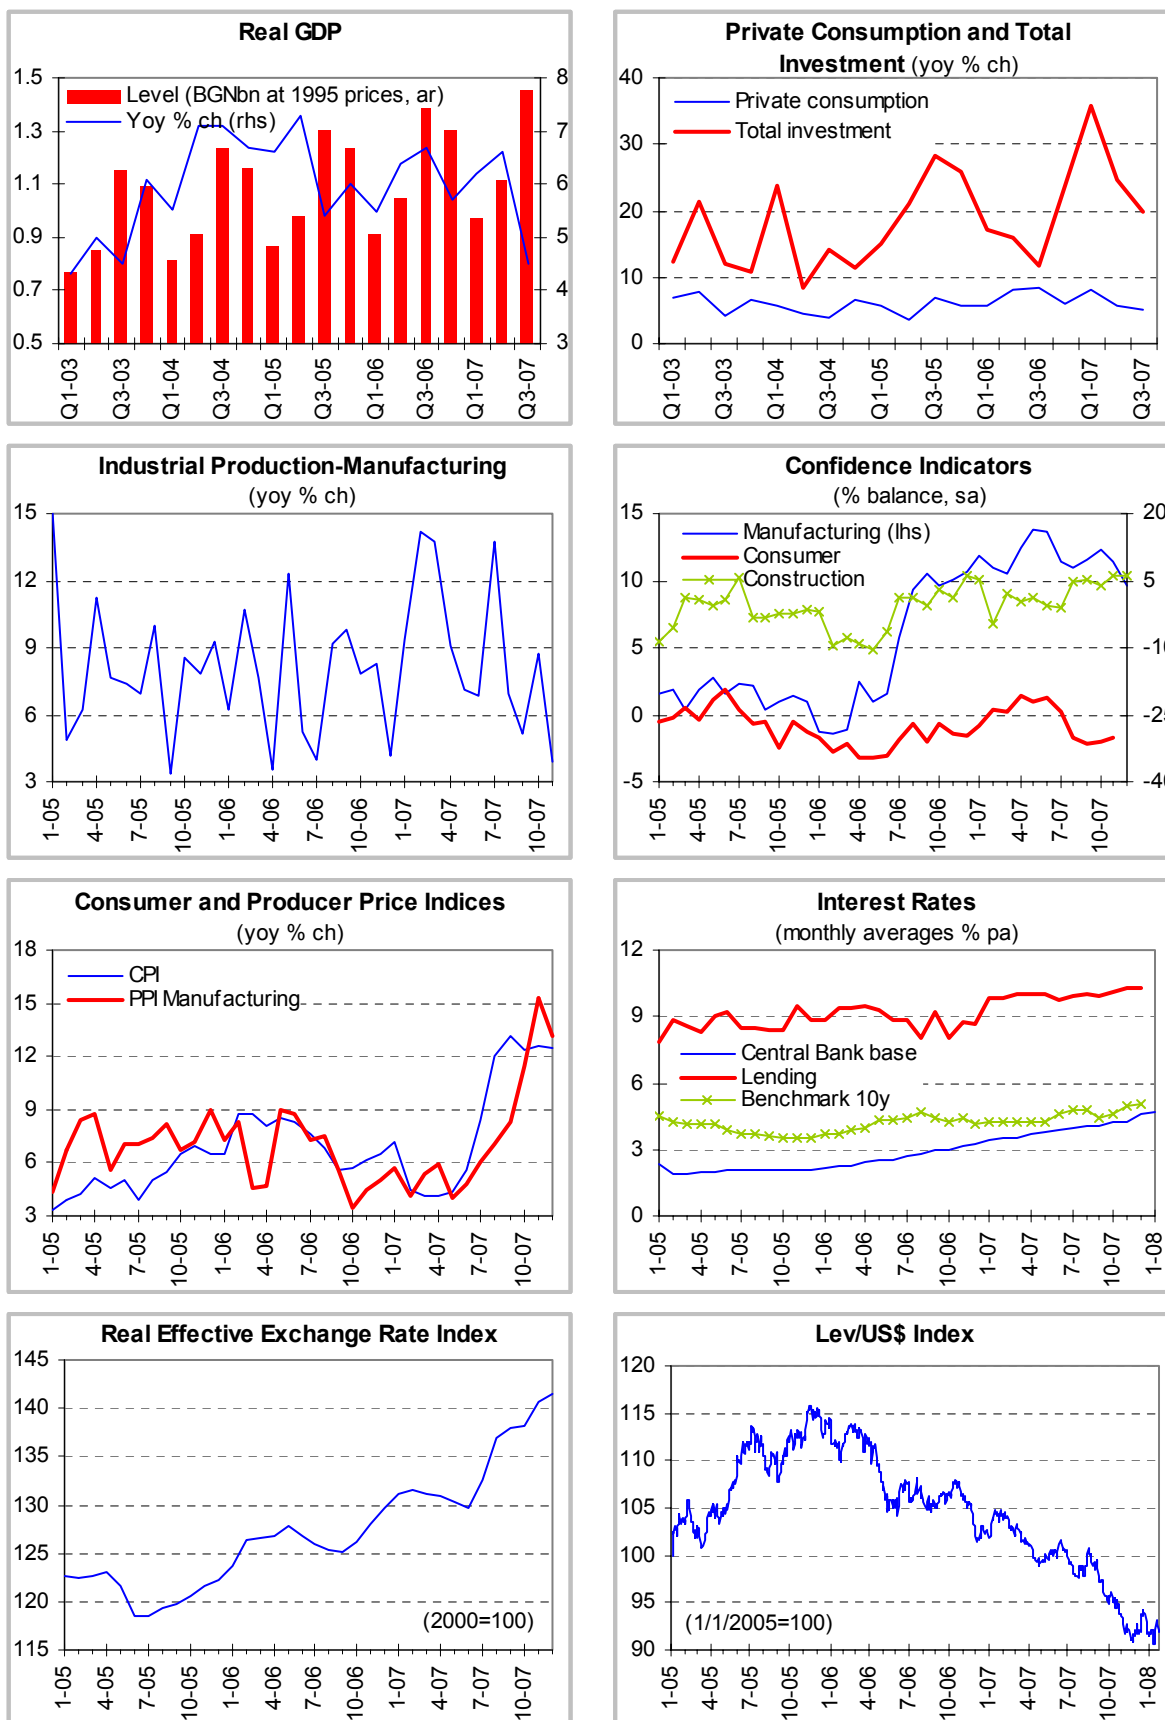 Real GDP
1.5
1.3
1.1
0.9
0.7
0.5
8
7
6
5
4
3
Level (BGNbn at 1995 prices, ar)
Yoy % ch (rhs)
Q1-03
Q3-03
Q1-04
Q3-04
Q1-05
Q3-05
Q1-06
Q3-06
Q1-07
Q3-07
Private Consumption and Total
Investment (yoy % ch)
40
30
20
10
0
Private consumption
Total investment
Q1-03
Q3-03
Q1-04
Q3-04
Q1-05
Q3-05
Q1-06
Q3-06
Q1-07
Q3-07
Industrial Production-Manufacturing
(yoy % ch)
15
12
9
6
3
1-05
4-05
7-05
10-05
1-06
4-06
7-06
10-06
1-07
4-07
7-07
10-07
Confidence Indicators
(% balance, sa)
15
10
5
0
-5
20
5
-10
-25
-40
Manufacturing (lhs)
Consumer
Construction
1-05
4-05
7-05
10-05
1-06
4-06
7-06
10-06
1-07
4-07
7-07
10-07
Consumer and Producer Price Indices
(yoy % ch)
18
15
12
9
6
3
CPI
PPI Manufacturing
1-05
4-05
7-05
10-05
1-06
4-06
7-06
10-06
1-07
4-07
7-07
10-07
Interest Rates
(monthly averages % pa)
12
9
6
3
0
Central Bank base
Lending
Benchmark 10y
1-05
4-05
7-05
10-05
1-06
4-06
7-06
10-06
1-07
4-07
7-07
10-07
1-08
Real Effective Exchange Rate Index
145
140
135
130
125
120
115
(2000=100)
1-05
4-05
7-05
10-05
1-06
4-06
7-06
10-06
1-07
4-07
7-07
10-07
Lev/US$ Index
120
115
110
105
100
95
90
(1/1/2005=100)
1-05
4-05
7-05
10-05
1-06
4-06
7-06
10-06
1-07
4-07
7-07
10-07
1-08